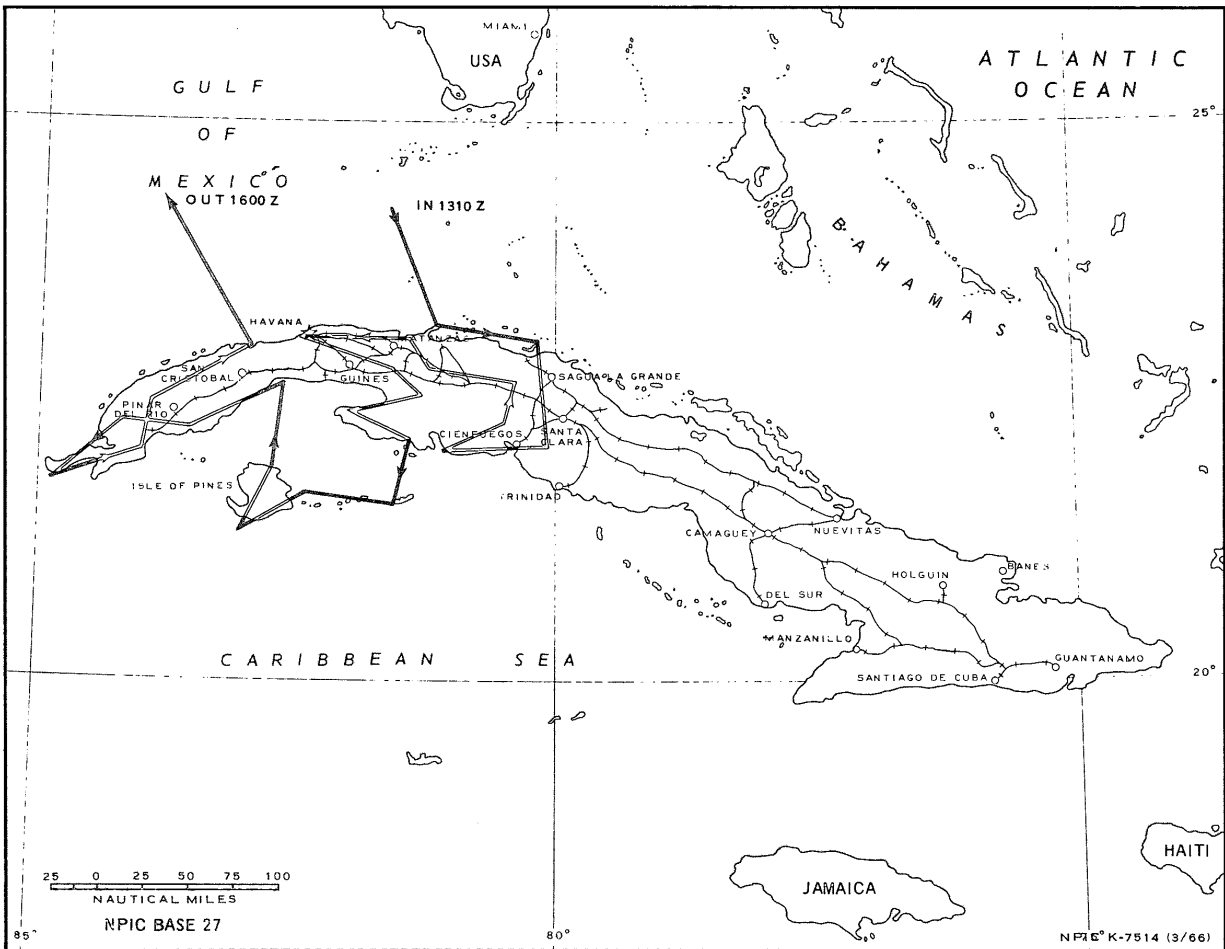 MIAMI
USA
ATLANTIC
OCEAN
GULF
OF
MEXICO
25°
OUT 1600 Z
IN 1310 Z
BAHAMAS
HAVANA
SAN
CRISTOBAL
GUINES
SAGUA LA GRANDE
PINAR
DEL RIO
CIENFUEGOS
SANTA
CLARA
ISLE OF PINES
TRINIDAD
CAMAGUEY
NUEVITAS
HOLGUIN
BANES
DEL SUR
MANZANILLO
GUANTANAMO
SANTIAGO DE CUBA
CARIBBEAN SEA
20°
HAITI
JAMAICA
25 0 25 50 75 100
NAUTICAL MILES
NPIC BASE 27
85°
80°
K-7514 (3/66)